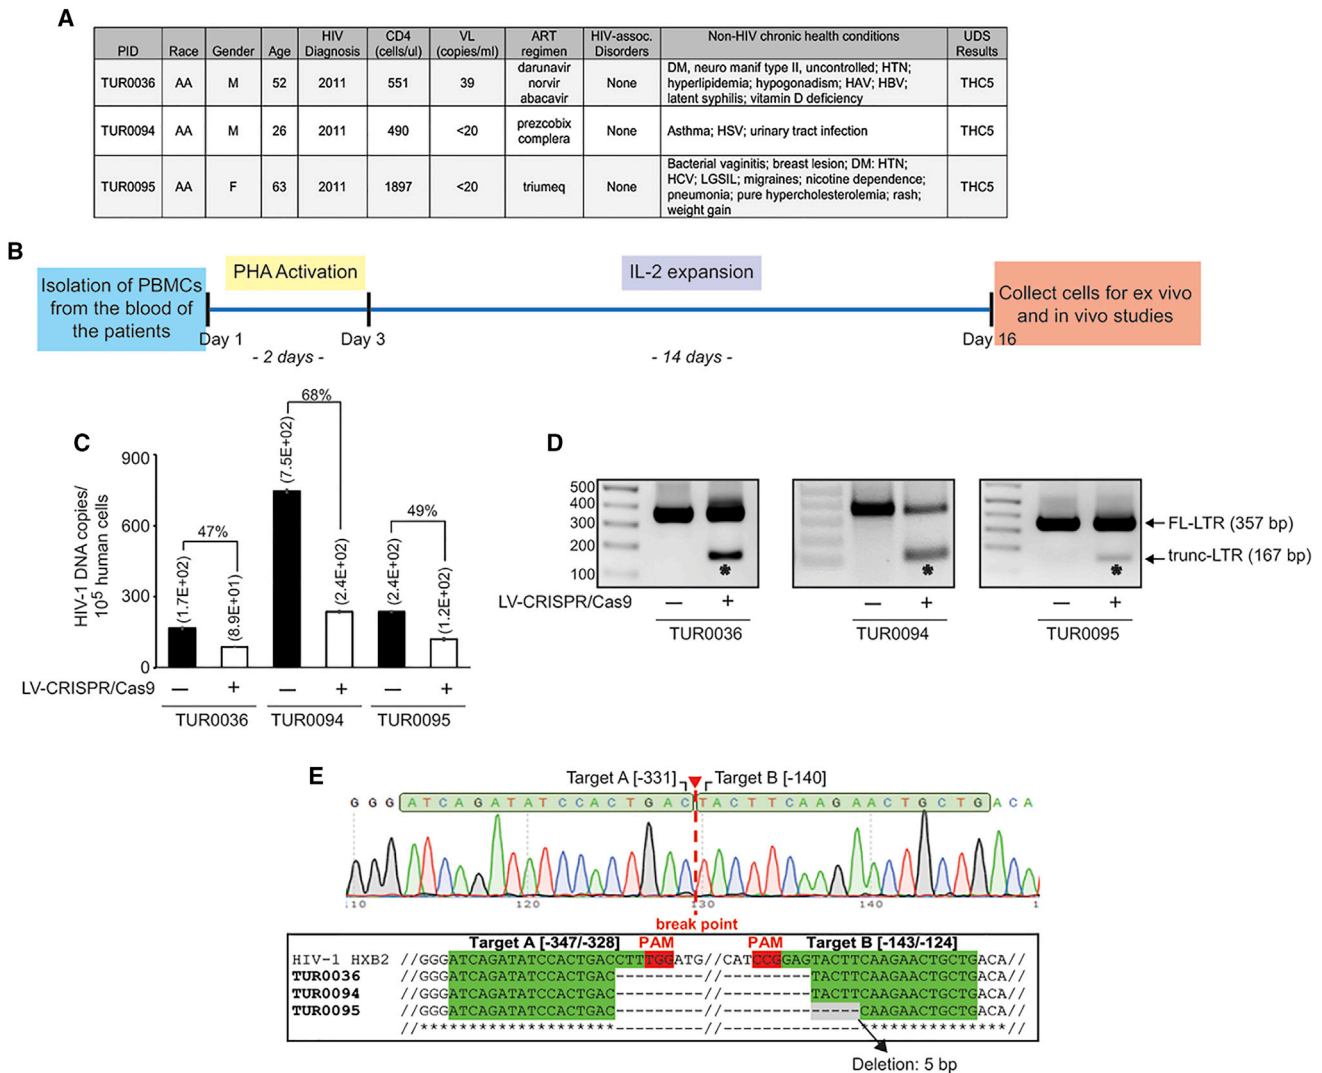 A
PID Race Gender Age HIV Diagnosis CD4 (cells/ul) VL (copies/ml) ART regimen HIV-assoc. Disorders Non-HIV chronic health conditions UDS Results
TUR0036 AA M 52 2011 551 39 darunavir norvir abacavir None DM, neuro manif type II, uncontrolled; HTN; hyperlipidemia; hypogonadism; HAV; HBV; latent syphilis; vitamin D deficiency THC5
TUR0094 AA M 26 2011 490 <20 prezcobix complera None Asthma; HSV; urinary tract infection THC5
TUR0095 AA F 63 2011 1897 <20 triumeq None Bacterial vaginitis; breast lesion; DM: HTN; HCV; LGSIL; migraines; nicotine dependence; pneumonia; pure hypercholesterolemia; rash; weight gain THC5
B
Isolation of PBMCs
from the blood of
the patients
PHA Activation
IL-2 expansion
Collect cells for ex vivo
and in vivo studies
Day 1
Day 3
Day 16
- 2 days -
- 14 days -
C
HIV-1 DNA copies/
10⁵ human cells
900
600
300
0
47%
68%
49%
(1.7E+02)
(8.9E+01)
(7.5E+02)
(2.4E+02)
(2.4E+02)
(1.2E+02)
LV-CRISPR/Cas9 — + — + — +
TUR0036 TUR0094 TUR0095
D
500
400
300
200
100
FL-LTR (357 bp)
trunc-LTR (167 bp)
* * *
LV-CRISPR/Cas9 — + — + — +
TUR0036 TUR0094 TUR0095
E
Target A [-331] Target B [-140]
G G G A T C A G A T A T C C A C T G A C T A C T T C A A G A A C T G C T G A C A
110 120 130 140 1
break point
Target A [-347/-328] PAM PAM Target B [-143/-124]
HIV-1 HXB2 //GGGATCAGATATCCACTGACCTTTGGATG//CATCCGGAGTACTTCAAGAACTGCTGACA//
TUR0036 //GGGATCAGATATCCACTGAC---------//----------TACTTCAAGAACTGCTGACA//
TUR0094 //GGGATCAGATATCCACTGAC---------//----------TACTTCAAGAACTGCTGACA//
TUR0095 //GGGATCAGATATCCACTGAC---------//---------------CAAGAACTGCTGACA//
//********************---------//---------------***************//
Deletion: 5 bp